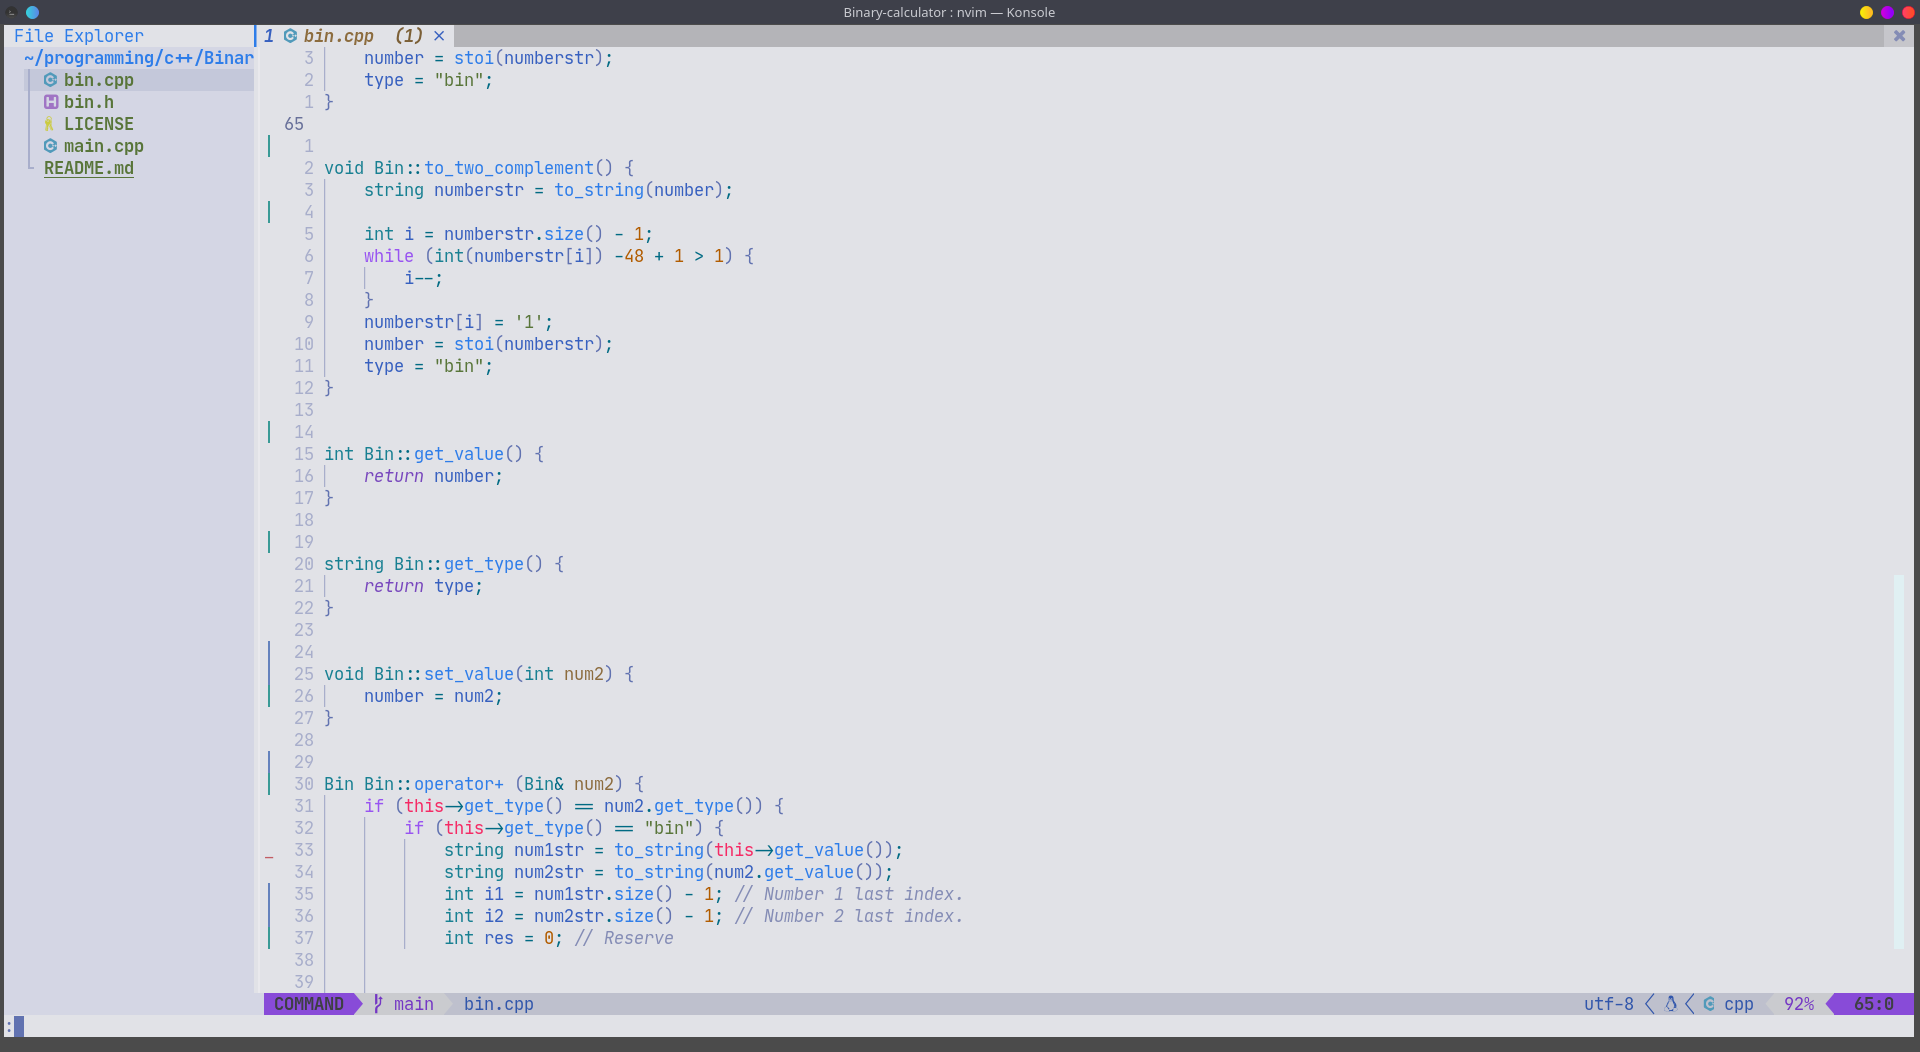 Binary-calculator : nvim — Konsole
File Explorer
~/programming/c++/Binar
bin.cpp
bin.h
LICENSE
main.cpp
README.md
1 bin.cpp (1) ×
3 number = stoi(numberstr);
2 type = "bin";
1 }
65
1
2 void Bin::to_two_complement() {
3 string numberstr = to_string(number);
4
5 int i = numberstr.size() - 1;
6 while (int(numberstr[i]) -48 + 1 > 1) {
7 i--;
8 }
9 numberstr[i] = '1';
10 number = stoi(numberstr);
11 type = "bin";
12 }
13
14
15 int Bin::get_value() {
16 return number;
17 }
18
19
20 string Bin::get_type() {
21 return type;
22 }
23
24
25 void Bin::set_value(int num2) {
26 number = num2;
27 }
28
29
30 Bin Bin::operator+ (Bin& num2) {
31 if (this->get_type() == num2.get_type()) {
32 if (this->get_type() == "bin") {
33 string num1str = to_string(this->get_value());
34 string num2str = to_string(num2.get_value());
35 int i1 = num1str.size() - 1; // Number 1 last index.
36 int i2 = num2str.size() - 1; // Number 2 last index.
37 int res = 0; // Reserve
38
39
COMMAND main bin.cpp utf-8 cpp 92% 65:0
: